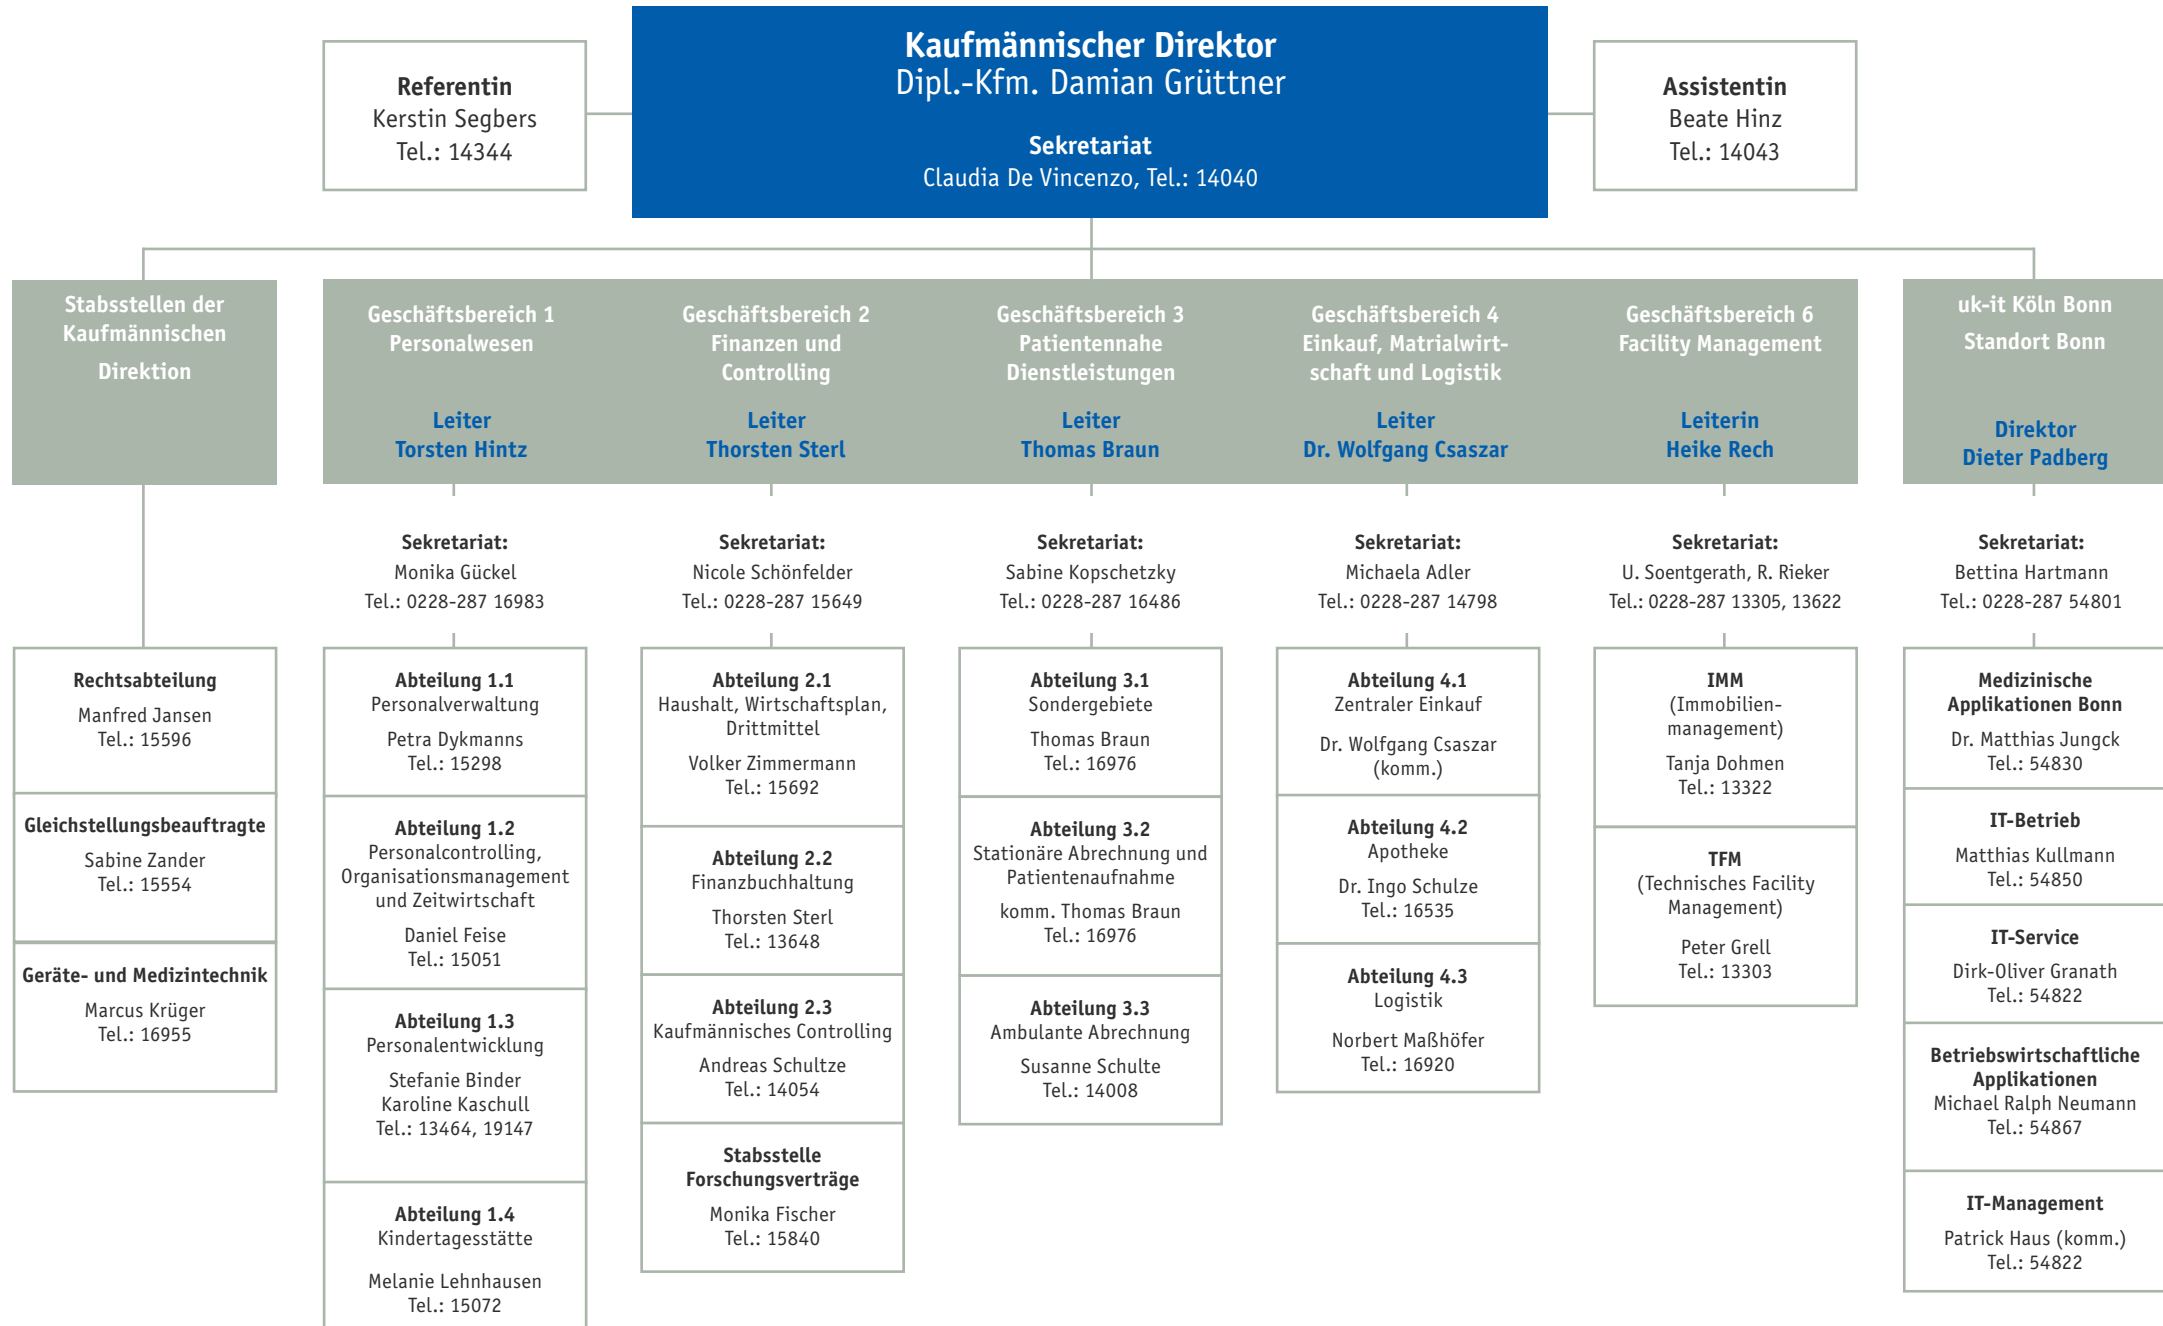 Kaufmännischer Direktor
Dipl.-Kfm. Damian Grüttner
Sekretariat
Claudia De Vincenzo, Tel.: 14040
Referentin
Kerstin Segbers
Tel.: 14344
Assistentin
Beate Hinz
Tel.: 14043
Stabsstellen der
Kaufmännischen
Direktion
Rechtsabteilung
Manfred Jansen
Tel.: 15596
Gleichstellungsbeauftragte
Sabine Zander
Tel.: 15554
Geräte- und Medizintechnik
Marcus Krüger
Tel.: 16955
Geschäftsbereich 1
Personalwesen
Leiter
Torsten Hintz
Sekretariat:
Monika Gückel
Tel.: 0228-287 16983
Abteilung 1.1
Personalverwaltung
Petra Dykmanns
Tel.: 15298
Abteilung 1.2
Personalcontrolling,
Organisationsmanagement
und Zeitwirtschaft
Daniel Feise
Tel.: 15051
Abteilung 1.3
Personalentwicklung
Stefanie Binder
Karoline Kaschull
Tel.: 13464, 19147
Abteilung 1.4
Kindertagesstätte
Melanie Lehnhausen
Tel.: 15072
Geschäftsbereich 2
Finanzen und
Controlling
Leiter
Thorsten Sterl
Sekretariat:
Nicole Schönfelder
Tel.: 0228-287 15649
Abteilung 2.1
Haushalt, Wirtschaftsplan,
Drittmittel
Volker Zimmermann
Tel.: 15692
Abteilung 2.2
Finanzbuchhaltung
Thorsten Sterl
Tel.: 13648
Abteilung 2.3
Kaufmännisches Controlling
Andreas Schultze
Tel.: 14054
Stabsstelle
Forschungsverträge
Monika Fischer
Tel.: 15840
Geschäftsbereich 3
Patientennahe
Dienstleistungen
Leiter
Thomas Braun
Sekretariat:
Sabine Kopschetzky
Tel.: 0228-287 16486
Abteilung 3.1
Sondergebiete
Thomas Braun
Tel.: 16976
Abteilung 3.2
Stationäre Abrechnung und
Patientenaufnahme
komm. Thomas Braun
Tel.: 16976
Abteilung 3.3
Ambulante Abrechnung
Susanne Schulte
Tel.: 14008
Geschäftsbereich 4
Einkauf, Matrialwirt-
schaft und Logistik
Leiter
Dr. Wolfgang Csaszar
Sekretariat:
Michaela Adler
Tel.: 0228-287 14798
Abteilung 4.1
Zentraler Einkauf
Dr. Wolfgang Csaszar
(komm.)
Abteilung 4.2
Apotheke
Dr. Ingo Schulze
Tel.: 16535
Abteilung 4.3
Logistik
Norbert Maßhöfer
Tel.: 16920
Geschäftsbereich 6
Facility Management
Leiterin
Heike Rech
Sekretariat:
U. Soentgerath, R. Rieker
Tel.: 0228-287 13305, 13622
IMM
(Immobilien-
management)
Tanja Dohmen
Tel.: 13322
TFM
(Technisches Facility
Management)
Peter Grell
Tel.: 13303
uk-it Köln Bonn
Standort Bonn
Direktor
Dieter Padberg
Sekretariat:
Bettina Hartmann
Tel.: 0228-287 54801
Medizinische
Applikationen Bonn
Dr. Matthias Jungck
Tel.: 54830
IT-Betrieb
Matthias Kullmann
Tel.: 54850
IT-Service
Dirk-Oliver Granath
Tel.: 54822
Betriebswirtschaftliche
Applikationen
Michael Ralph Neumann
Tel.: 54867
IT-Management
Patrick Haus (komm.)
Tel.: 54822